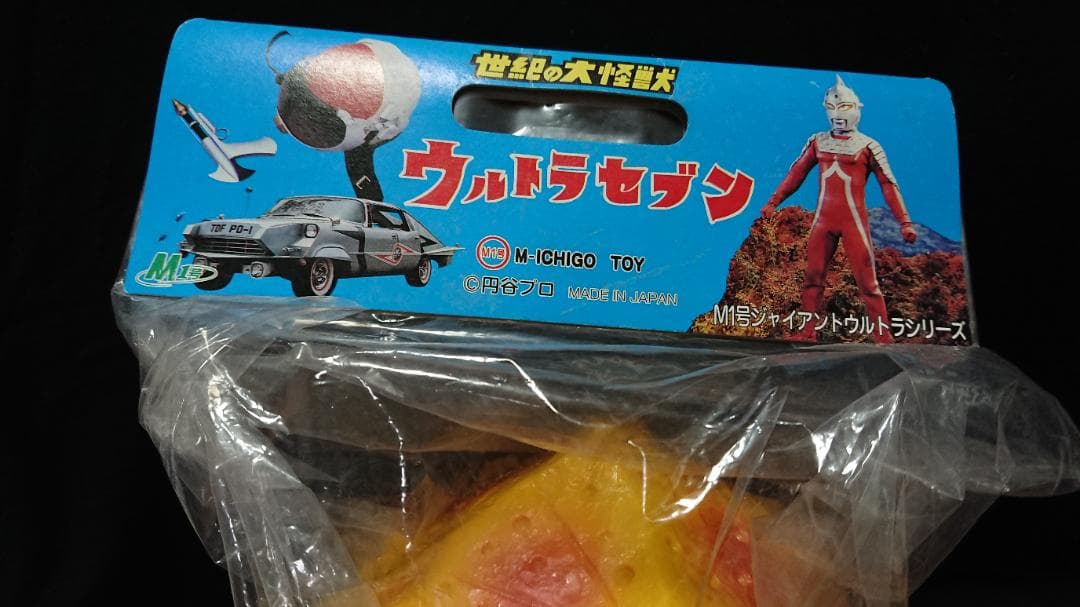 世紀の大怪獣
ウルトラセブン
TDF PO-1
M1号
M1号 M-ICHIGO TOY
©円谷プロ MADE IN JAPAN
M1号ジャイアントウルトラシリーズ